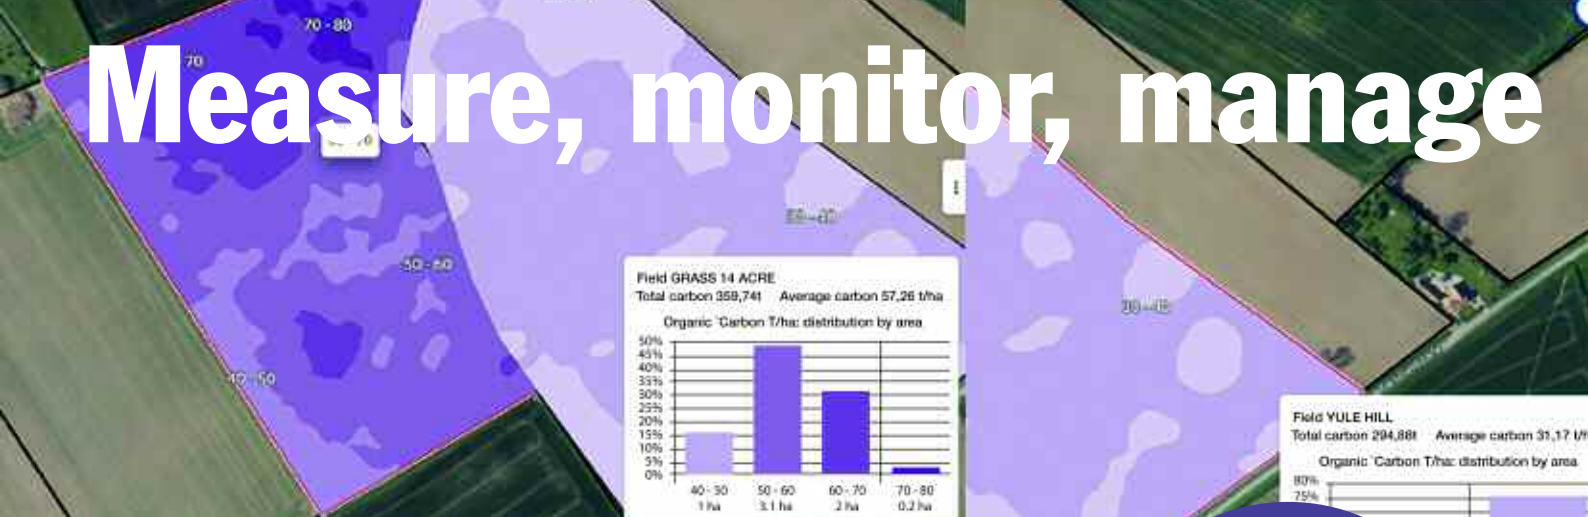 70 - 80
70
Measure, monitor, manage
50 - 60
30 - 40
40 - 50
Field GRASS 14 ACRE
Total carbon 359,74t Average carbon 57,26 t/ha
Organic `Carbon T/ha: distribution by area
50%
45%
40%
35%
30%
25%
20%
15%
10%
5%
0%
40 - 50 50 - 60 60 - 70 70 - 80
1 ha 3.1 ha 2 ha 0.2 ha
30 - 40
Field YULE HILL
Total carbon 294,88t Average carbon 31,17 t/h
Organic `Carbon T/ha: distribution by area
80%
75%